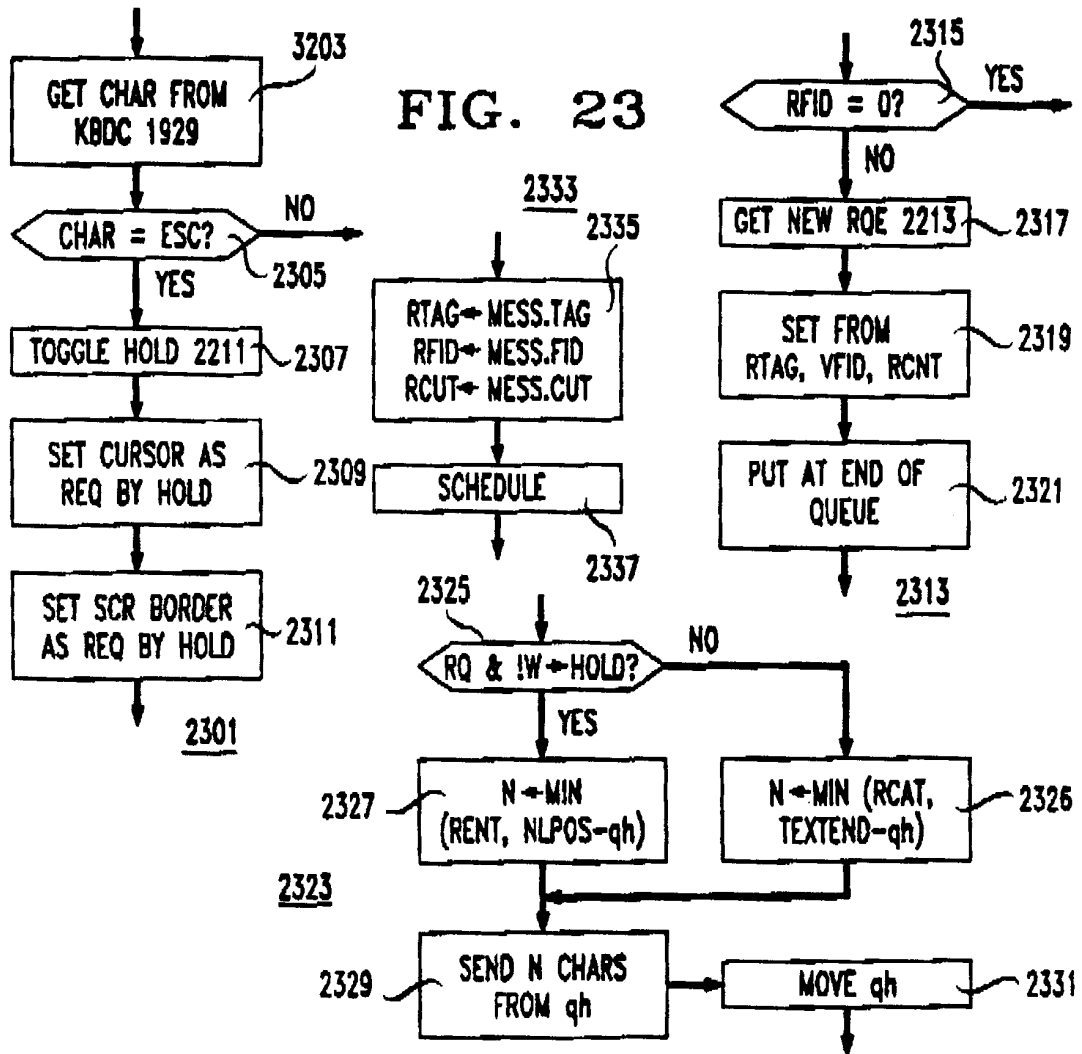 FIG. 23
3203
GET CHAR FROM
KBDC 1929
CHAR = ESC?
NO
2305
YES
TOGGLE HOLD 2211
2307
SET CURSOR AS
REQ BY HOLD
2309
SET SCR BORDER
AS REQ BY HOLD
2311
2301
2333
2335
RTAG← MESS.TAG
RFID← MESS.FID
RCUT← MESS.CUT
SCHEDULE
2337
2315
RFID = 0?
YES
NO
GET NEW RQE 2213
2317
SET FROM
RTAG, VFID, RCNT
2319
PUT AT END OF
QUEUE
2321
2313
2325
RQ & !W←HOLD?
NO
YES
2327
N←MIN
(RENT, NLPOS-qh)
N←MIN (RCAT,
TEXTEND-qh)
2326
2323
2329
SEND N CHARS
FROM qh
MOVE qh
2331